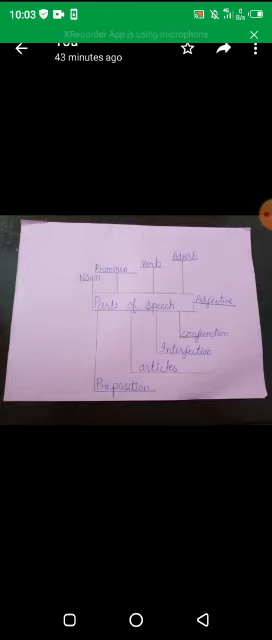 10:03
XRecorder App is using microphone
You
43 minutes ago
Adverb
Verb
Pronoun
Noun
Parts of speech
Adjective
conjunction
Interjection
articles
Preposition